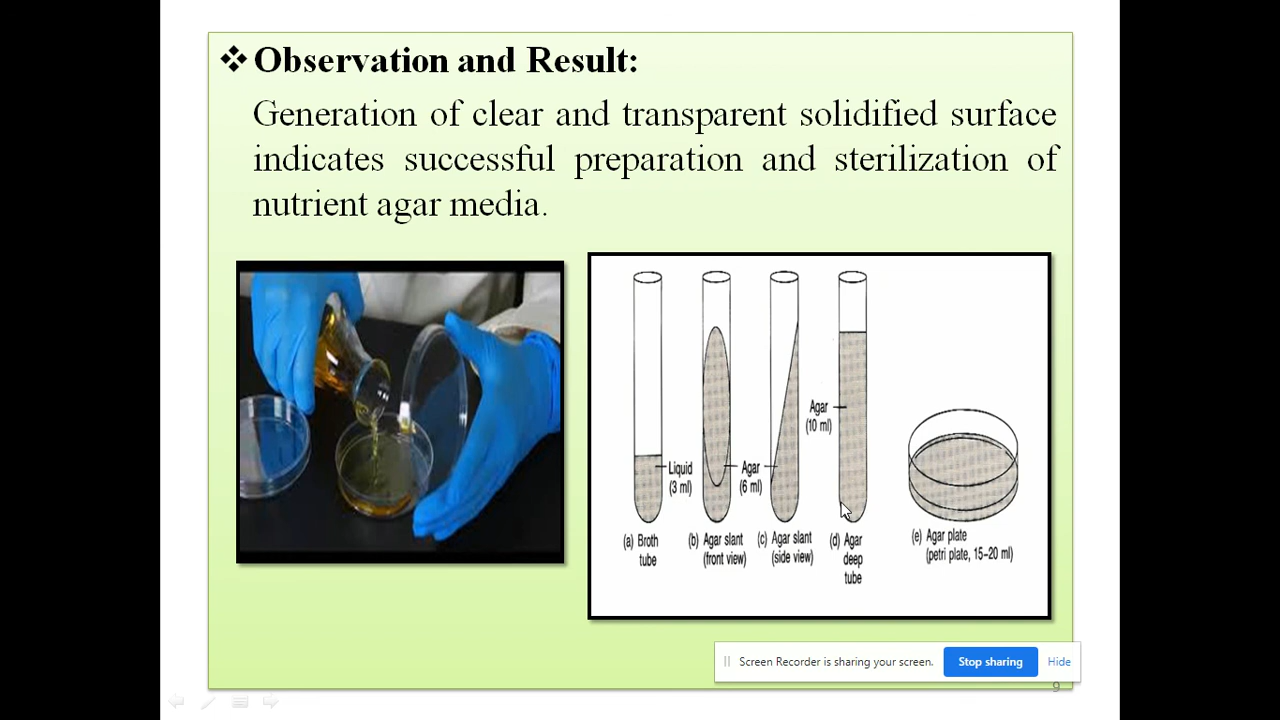 ❖ Observation and Result:
Generation of clear and transparent solidified surface
indicates successful preparation and sterilization of
nutrient agar media.
Liquid
(3 ml)
Agar
(6 ml)
Agar
(10 ml)
(a) Broth
tube
(b) Agar slant
(front view)
(c) Agar slant
(side view)
(d) Agar
deep
tube
(e) Agar plate
(petri plate, 15-20 ml)
Screen Recorder is sharing your screen. Stop sharing Hide
9